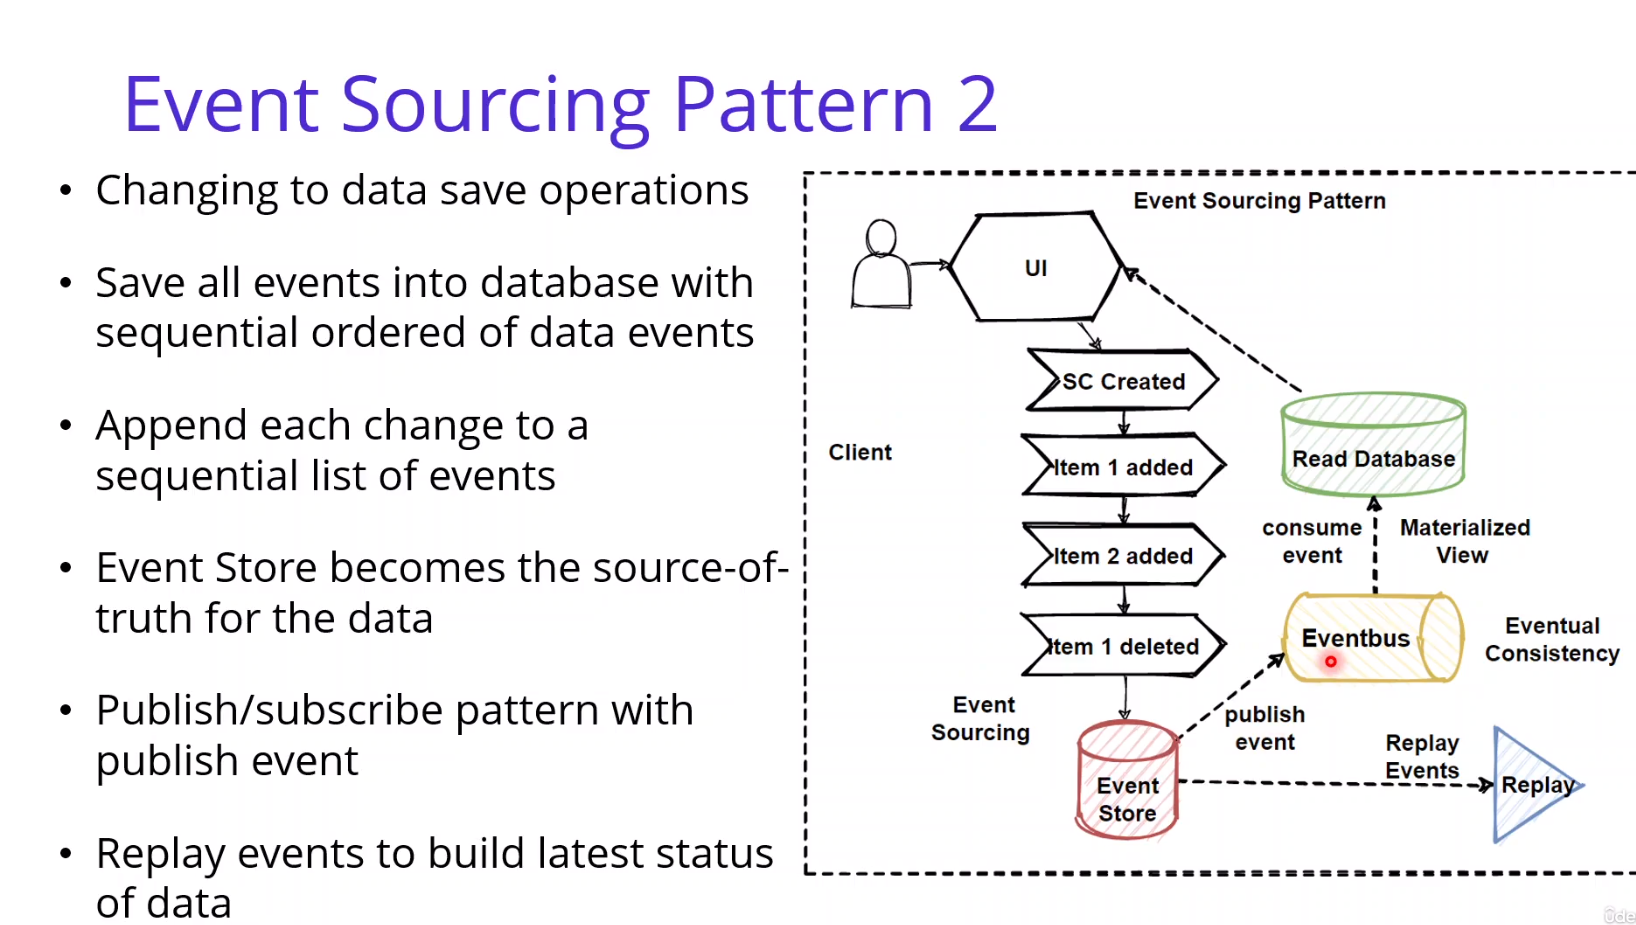 Event Sourcing Pattern 2
• Changing to data save operations
• Save all events into database with
sequential ordered of data events
• Append each change to a
sequential list of events
• Event Store becomes the source-of-
truth for the data
• Publish/subscribe pattern with
publish event
• Replay events to build latest status
of data
Event Sourcing Pattern
UI
SC Created
Client
Item 1 added
Read Database
consume
event
Materialized
View
Item 2 added
Eventbus
Eventual
Consistency
Item 1 deleted
Event
Sourcing
publish
event
Replay
Events
Event
Store
Replay